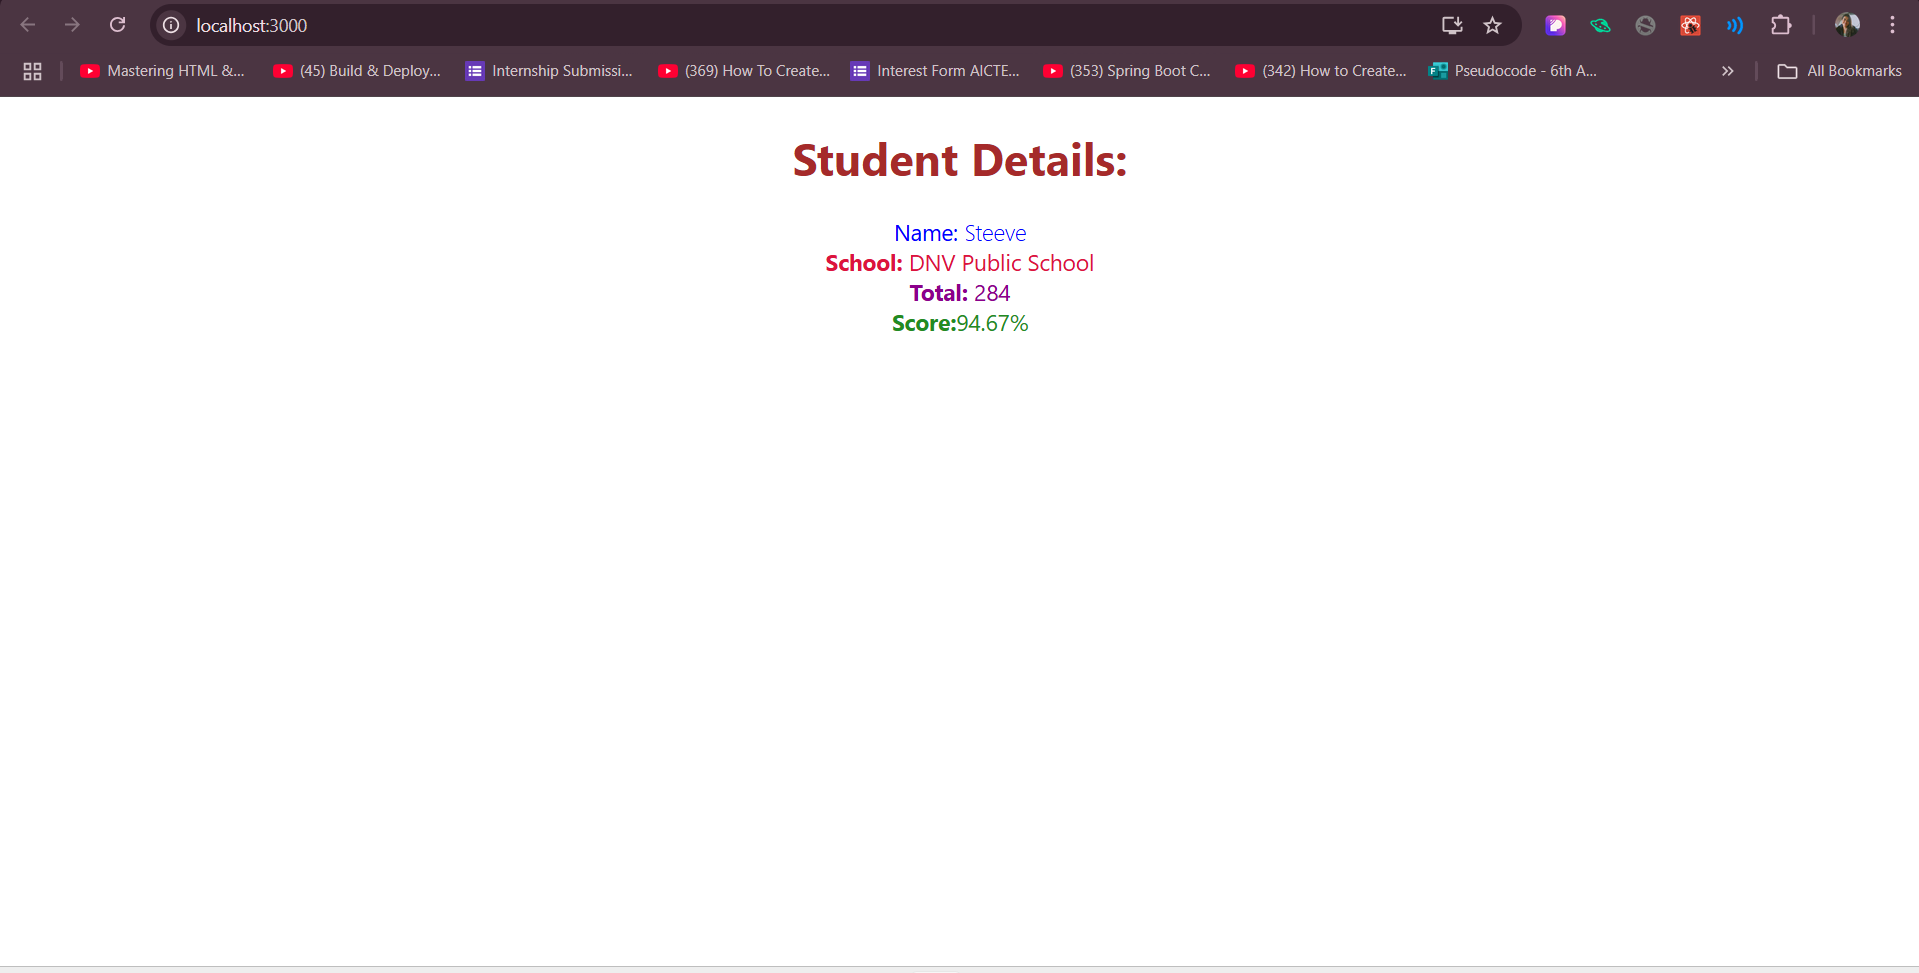 localhost:3000
Mastering HTML &... (45) Build & Deploy... Internship Submissi... (369) How To Create... Interest Form AICTE... (353) Spring Boot C... (342) How to Create... Pseudocode - 6th A... » All Bookmarks
Student Details:
Name: Steeve
School: DNV Public School
Total: 284
Score:94.67%